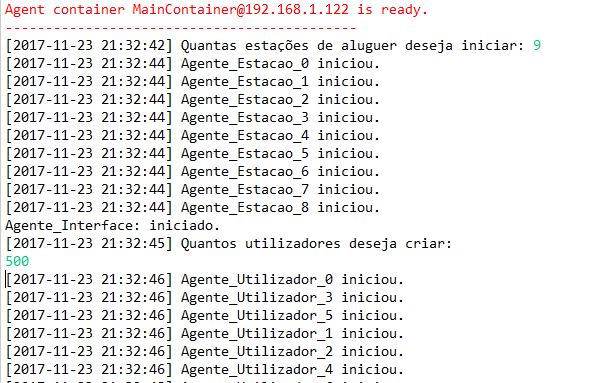 Agent container MainContainer@192.168.1.122 is ready.
--------------------------------------------
[2017-11-23 21:32:42] Quantas estações de aluguer deseja iniciar: 9
[2017-11-23 21:32:44] Agente_Estacao_0 iniciou.
[2017-11-23 21:32:44] Agente_Estacao_1 iniciou.
[2017-11-23 21:32:44] Agente_Estacao_2 iniciou.
[2017-11-23 21:32:44] Agente_Estacao_3 iniciou.
[2017-11-23 21:32:44] Agente_Estacao_4 iniciou.
[2017-11-23 21:32:44] Agente_Estacao_5 iniciou.
[2017-11-23 21:32:44] Agente_Estacao_6 iniciou.
[2017-11-23 21:32:44] Agente_Estacao_7 iniciou.
[2017-11-23 21:32:44] Agente_Estacao_8 iniciou.
Agente_Interface: iniciado.
[2017-11-23 21:32:45] Quantos utilizadores deseja criar:
500
[2017-11-23 21:32:46] Agente_Utilizador_0 iniciou.
[2017-11-23 21:32:46] Agente_Utilizador_3 iniciou.
[2017-11-23 21:32:46] Agente_Utilizador_5 iniciou.
[2017-11-23 21:32:46] Agente_Utilizador_1 iniciou.
[2017-11-23 21:32:46] Agente_Utilizador_2 iniciou.
[2017-11-23 21:32:46] Agente_Utilizador_4 iniciou.